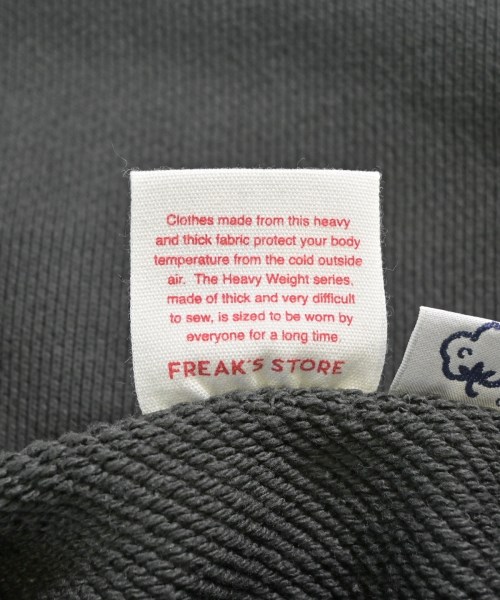 Clothes made from this heavy
and thick fabric protect your body
temperature from the cold outside
air. The Heavy Weight series,
made of thick and very difficult
to sew, is sized to be worn by
everyone for a long time.
FREAK'S STORE